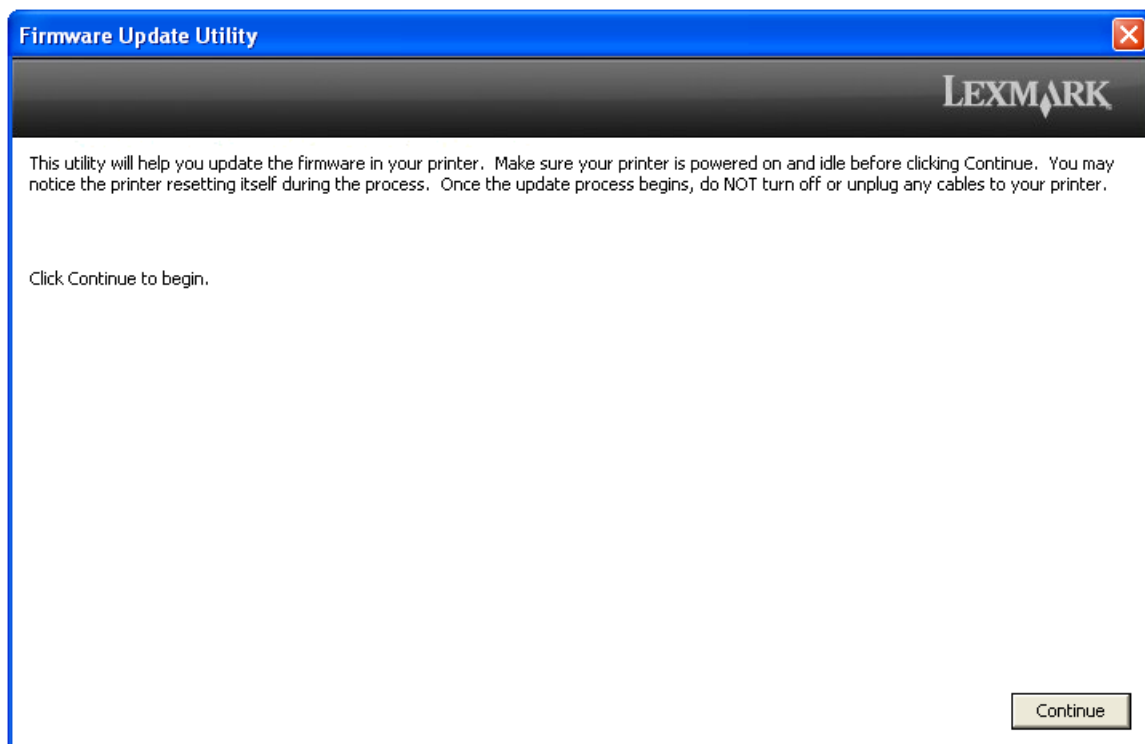 Firmware Update Utility
LEXMARK
This utility will help you update the firmware in your printer.  Make sure your printer is powered on and idle before clicking Continue.  You may
notice the printer resetting itself during the process.  Once the update process begins, do NOT turn off or unplug any cables to your printer.
Click Continue to begin.
Continue